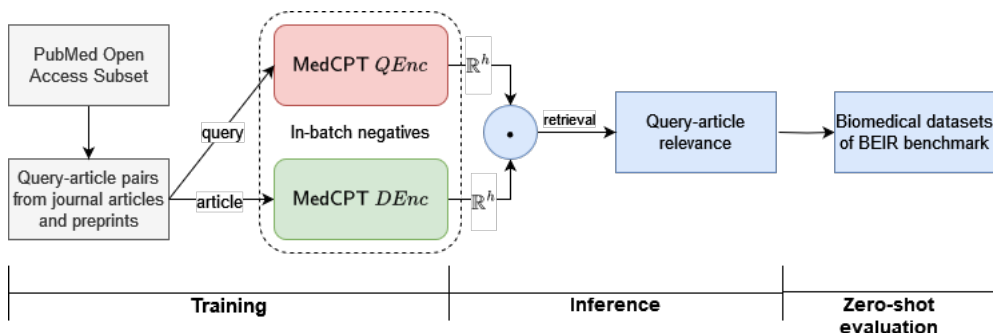 PubMed Open
Access Subset
Query-article pairs
from journal articles
and preprints
query
article
MedCPT QEnc
In-batch negatives
MedCPT DEnc
ℝ^h
ℝ^h
retrieval
Query-article
relevance
Biomedical datasets
of BEIR benchmark
Training
Inference
Zero-shot
evaluation